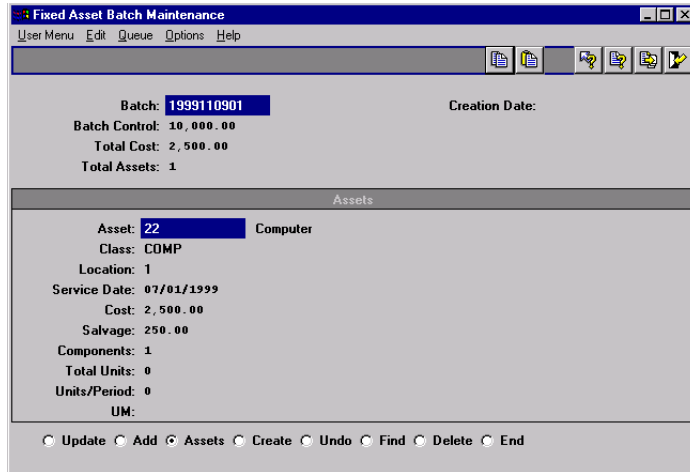 Fixed Asset Batch Maintenance
User Menu Edit Queue Options Help
Batch: 1999110901 Creation Date:
Batch Control: 10,000.00
Total Cost: 2,500.00
Total Assets: 1
Assets
Asset: 22 Computer
Class: COMP
Location: 1
Service Date: 07/01/1999
Cost: 2,500.00
Salvage: 250.00
Components: 1
Total Units: 0
Units/Period: 0
UM:
Update Add Assets Create Undo Find Delete End